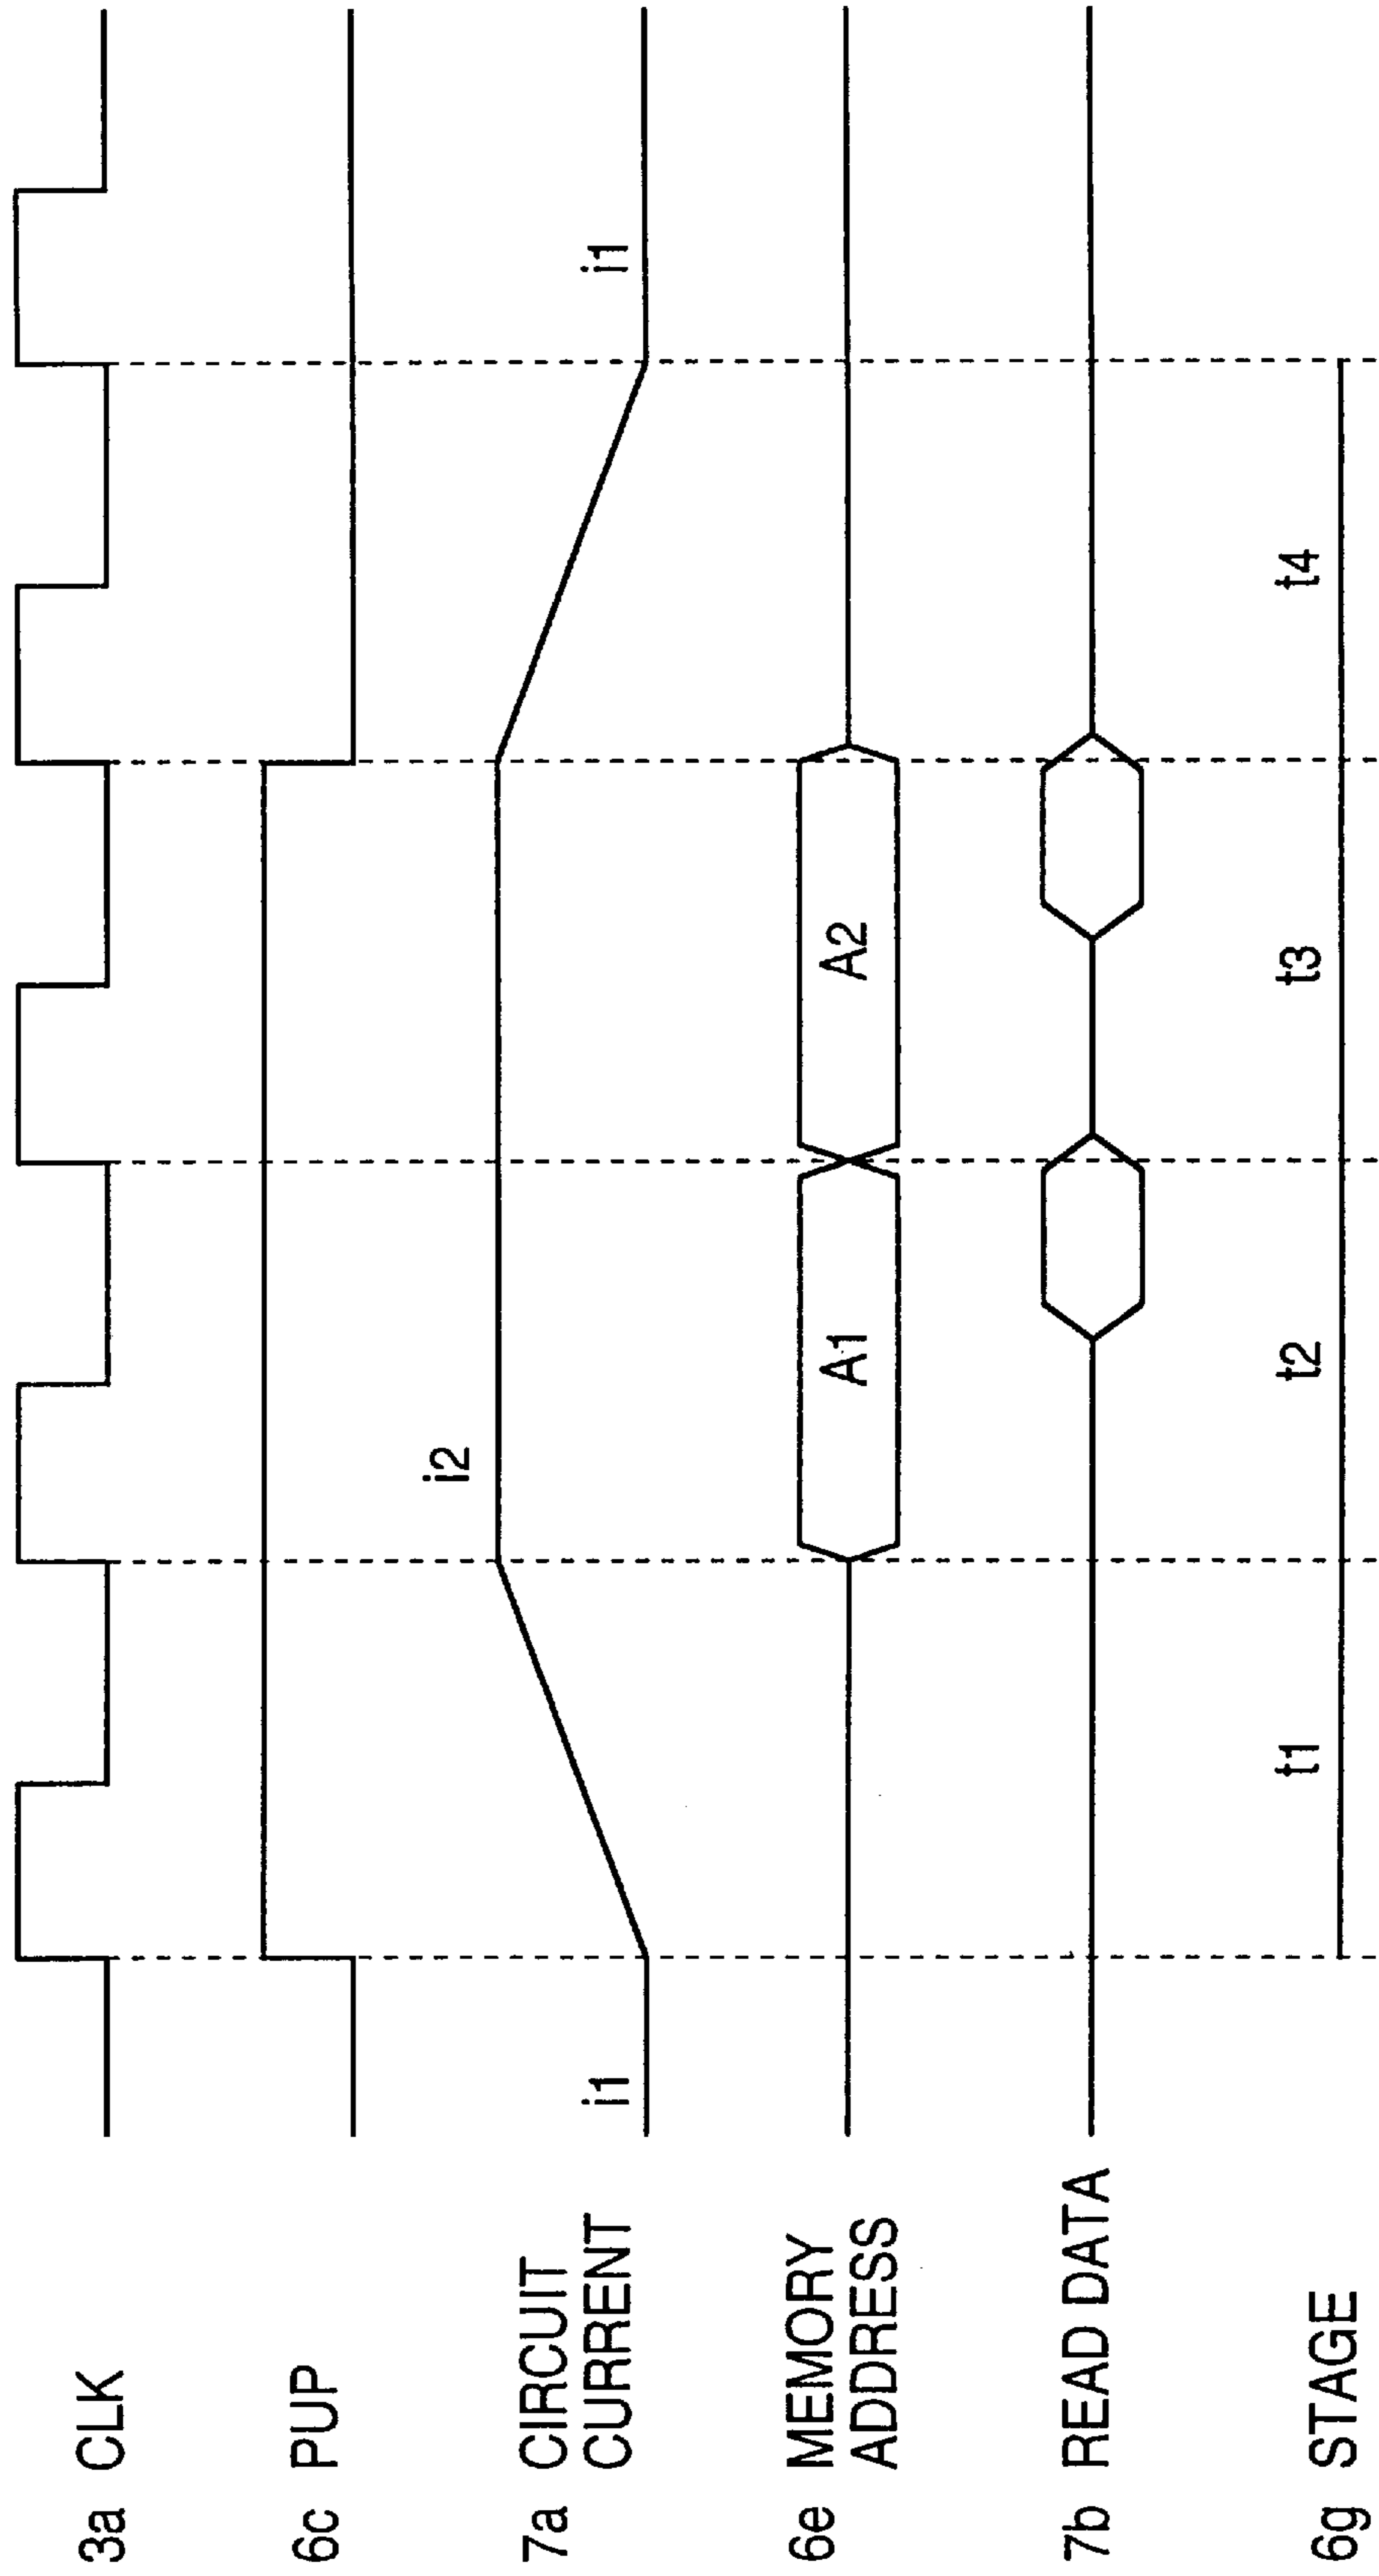 3a CLK
6c PUP
i2
7a CIRCUIT
CURRENT
i1
i1
6e MEMORY
ADDRESS
A1
A2
7b READ DATA
6g STAGE
t1
t2
t3
t4